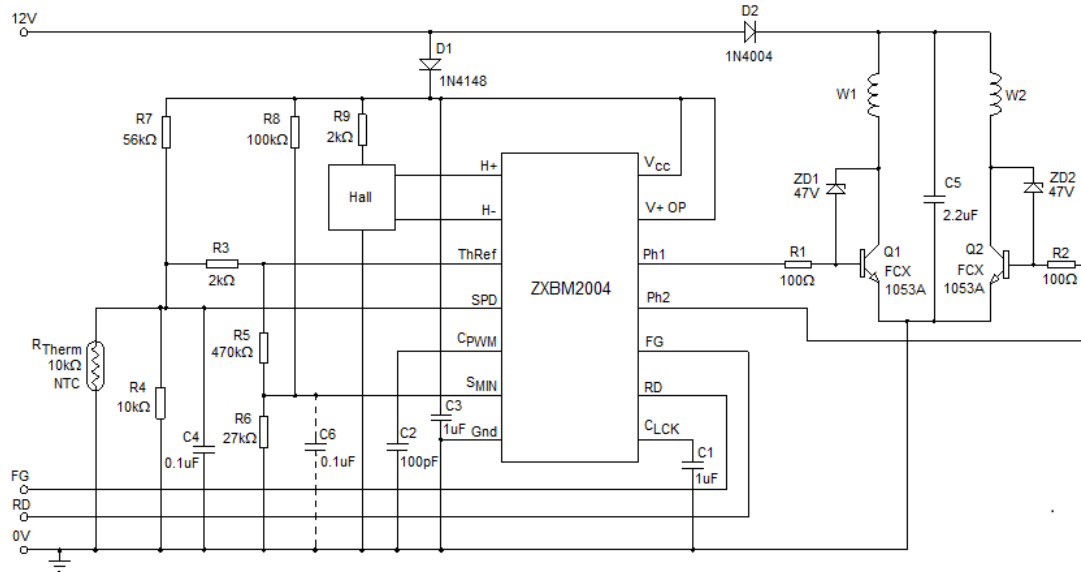 12V
D2
1N4004
D1
1N4148
W1
W2
R7
56kΩ
R8
100kΩ
R9
2kΩ
Hall
H+
H-
ThRef
SPD
CPWM
SMIN
Gnd
ZXBM2004
VCC
V+ OP
Ph1
Ph2
FG
RD
CLCK
ZD1
47V
ZD2
47V
C5
2.2uF
Q1
FCX
1053A
Q2
FCX
1053A
R1
100Ω
R2
100Ω
R3
2kΩ
RTherm
10kΩ
NTC
R4
10kΩ
R5
470kΩ
R6
27kΩ
C4
0.1uF
C6
0.1uF
C2
100pF
C3
1uF
C1
1uF
FG
RD
0V